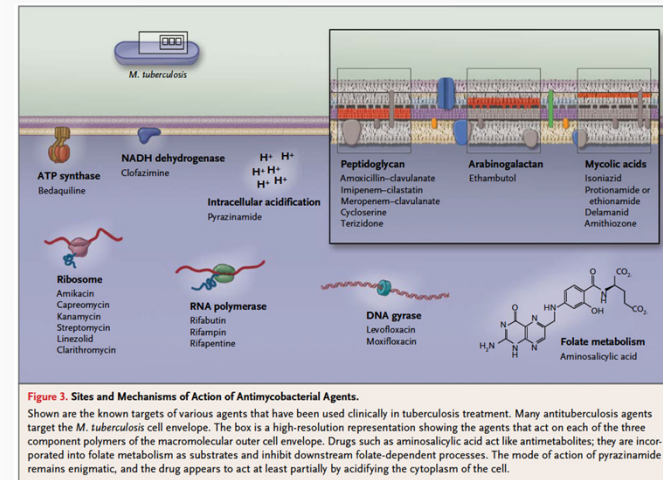 M. tuberculosis
ATP synthase
Bedaquiline
NADH dehydrogenase
Clofazimine
H+ H+
H+ H+
H+ H+
Intracellular acidification
Pyrazinamide
Peptidoglycan
Amoxicillin–clavulanate
Imipenem–cilastatin
Meropenem–clavulanate
Cycloserine
Terizidone
Arabinogalactan
Ethambutol
Mycolic acids
Isoniazid
Protionamide or
ethionamide
Delamanid
Amithiozone
Ribosome
Amikacin
Capreomycin
Kanamycin
Streptomycin
Linezolid
Clarithromycin
RNA polymerase
Rifabutin
Rifampin
Rifapentine
DNA gyrase
Levofloxacin
Moxifloxacin
O
CO2-
N
H
CO2-
HN
OH
O
N
HN
H2N
N
H
N
Folate metabolism
Aminosalicylic acid
Figure 3. Sites and Mechanisms of Action of Antimycobacterial Agents.
Shown are the known targets of various agents that have been used clinically in tuberculosis treatment. Many antituberculosis agents
target the M. tuberculosis cell envelope. The box is a high-resolution representation showing the agents that act on each of the three
component polymers of the macromolecular outer cell envelope. Drugs such as aminosalicylic acid act like antimetabolites; they are incor-
porated into folate metabolism as substrates and inhibit downstream folate-dependent processes. The mode of action of pyrazinamide
remains enigmatic, and the drug appears to act at least partially by acidifying the cytoplasm of the cell.